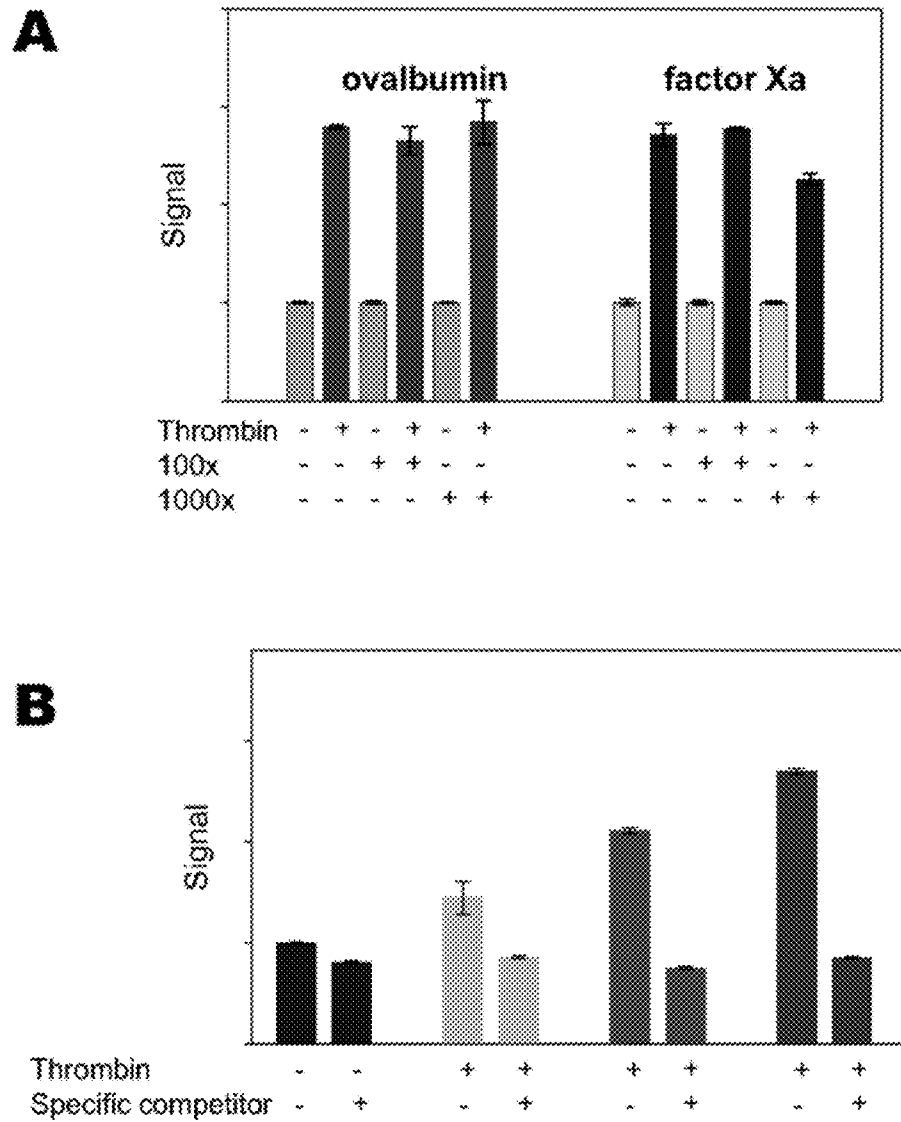 A
ovalbumin factor Xa
Signal
Thrombin - + - + - + - + - + - +
100x - - + + - - - - + + - -
1000x - - - - + + - - - - + +
B
Signal
Thrombin - - + + + + + +
Specific competitor - + - + - + - +